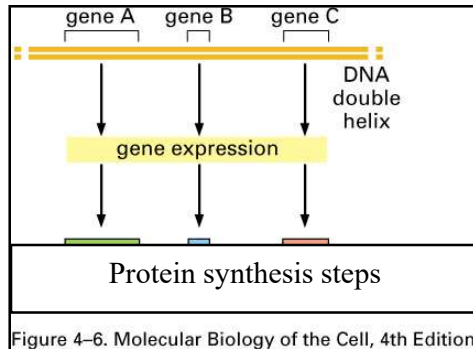 gene A gene B gene C
DNA
double
helix
gene expression
Protein synthesis steps
Figure 4–6. Molecular Biology of the Cell, 4th Edition